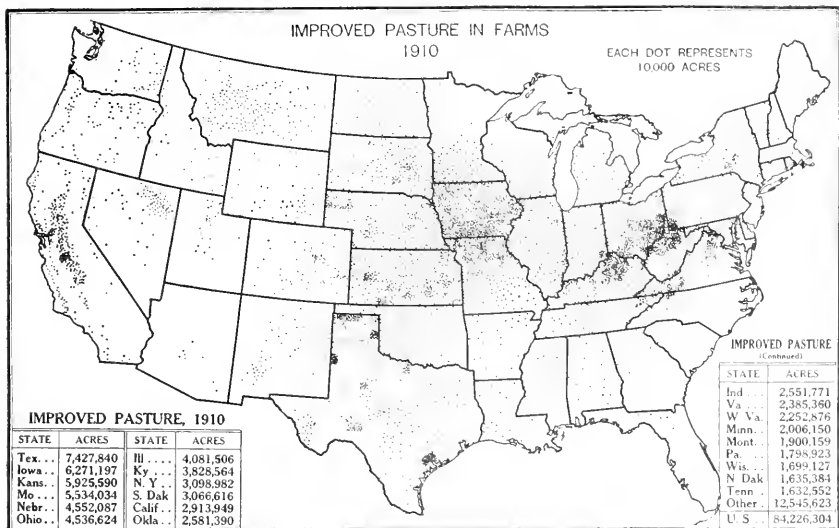 IMPROVED PASTURE IN FARMS
1910
EACH DOT REPRESENTS
10,000 ACRES
IMPROVED PASTURE, 1910
STATE ACRES STATE ACRES
Tex... 7,427,840 Ill .... 4,081,506
Iowa.. 6,271,197 Ky... 3,828,564
Kans.. 5,925,590 N. Y.. 3,098,982
Mo... 5,534,034 S. Dak 3,066,616
Nebr.. 4,552,087 Calif.. 2,913,949
Ohio.. 4,536,624 Okla.. 2,581,390
IMPROVED PASTURE
(Continued)
STATE ACRES
Ind... 2,551,771
Va... 2,385,360
W Va. 2,252,876
Minn.. 2,006,150
Mont.. 1,900,159
Pa... 1,798,923
Wis... 1,699,127
N Dak 1,635,384
Tenn. 1,632,552
Other. 12,545,623
U S.. 84,226,304